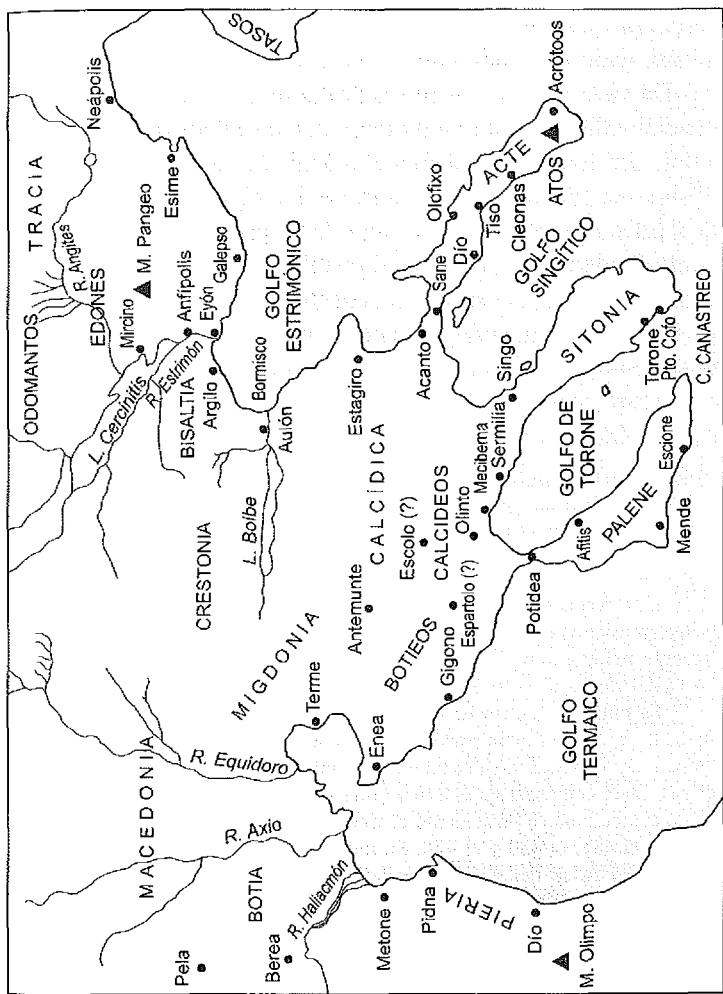 TASOS
Neápolis
TRACIA
R. Angites
ODOMANTOS
EDONES
M. Pangeo
Esime
Mircino
Anfípolis
Eyón
Galepso
L. Cercinitis
R. Estrimón
BISALTIA
Argilo
GOLFO
ESTRIMÓNICO
Bormisco
Aulón
CRESTONIA
L. Bolbe
Estagiro
Acrótoos
ATOS
ACTE
Olofixo
Dío
Tiso
Cleonas
Sane
Acanto
GOLFO
SINGÍTICO
Singo
SITONIA
Torone
Pto. Cofo
C. CANASTREO
CALCÍDICA
Escolo (?)
CALCIDEOS
Olinto
Mecibema
Sermilia
GOLFO DE
TORONE
Escione
PALENE
Afitis
Mende
Potidea
Antemunte
Espartolo (?)
BOTIEOS
Gigono
MIGDONIA
Terme
Enea
GOLFO
TERMAICO
R. Equidoro
MACEDONIA
R. Axio
BOTIA
R. Haliacmón
Pela
Berea
Metone
Pidna
PIERIA
Dío
M. Olimpo